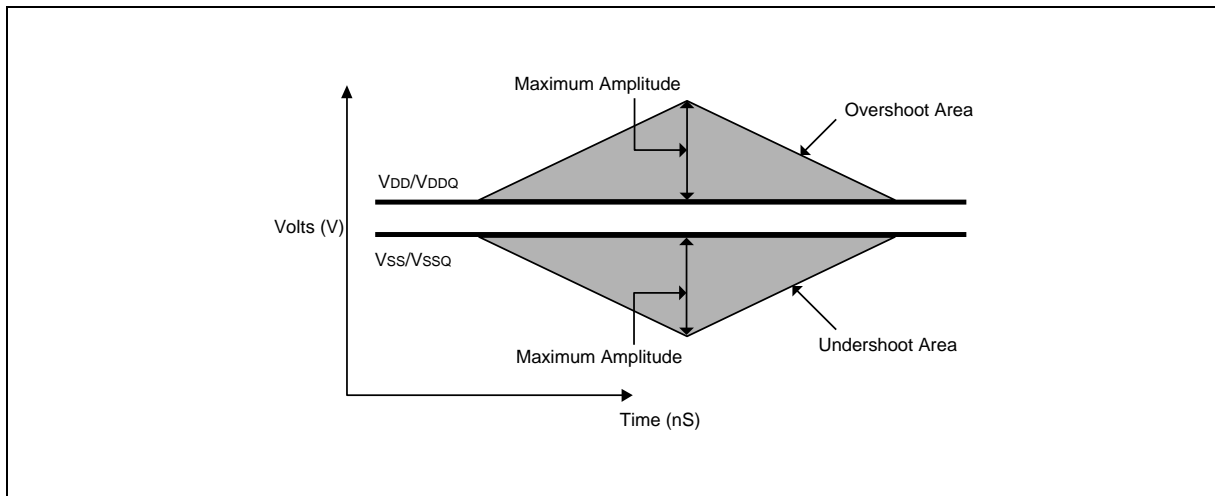 Maximum Amplitude
Overshoot Area
VDD/VDDQ
Volts (V)
VSS/VSSQ
Maximum Amplitude
Undershoot Area
Time (nS)